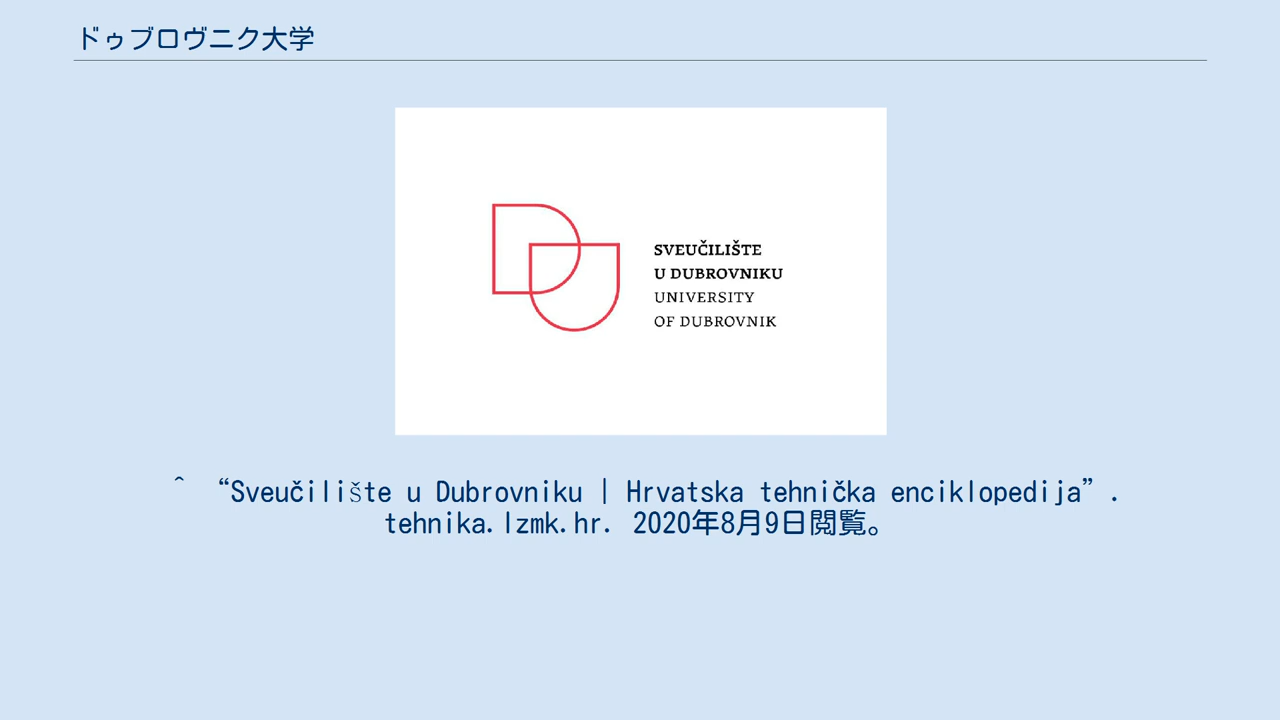 ドゥブロヴニク大学
SVEUČILIŠTE
U DUBROVNIKU
UNIVERSITY
OF DUBROVNIK
^ “Sveučilište u Dubrovniku | Hrvatska tehnička enciklopedija”.
tehnika.lzmk.hr. 2020年8月9日閲覧。